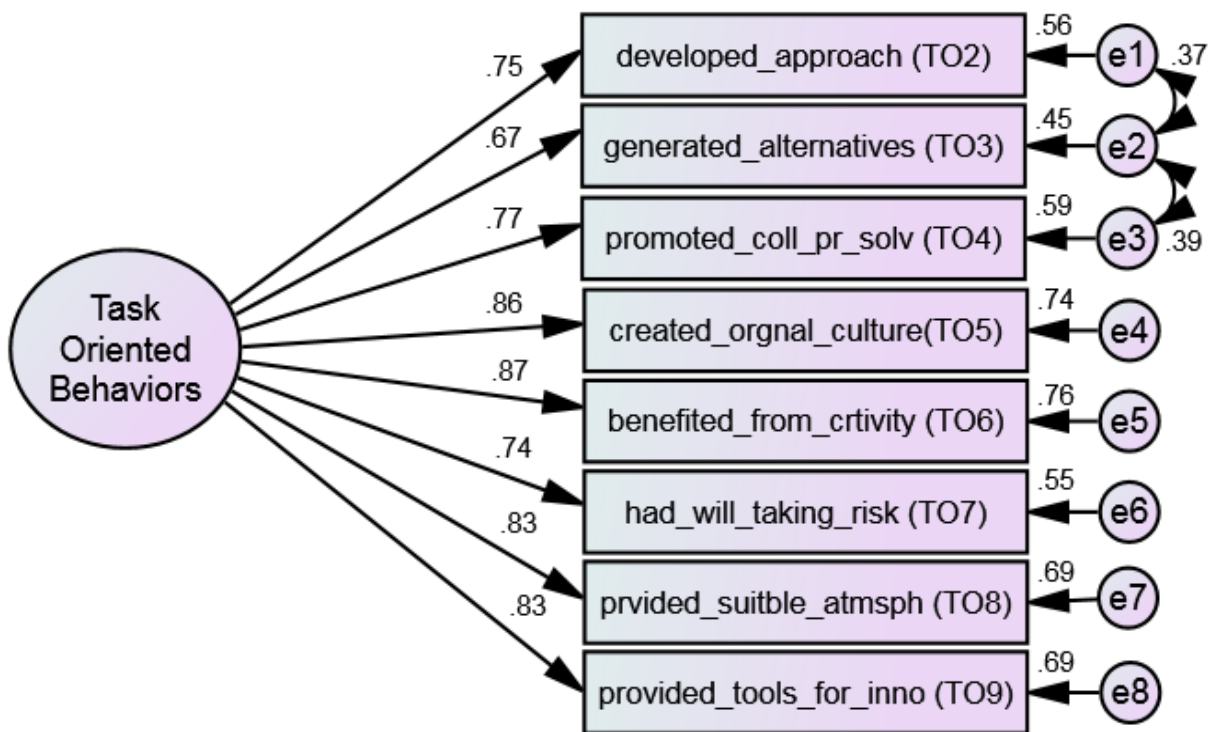 .56
developed_approach (TO2)
e1
.37
.75
.45
generated_alternatives (TO3)
e2
.67
.59
promoted_coll_pr_solv (TO4)
e3
.39
.77
Task
Oriented
Behaviors
.86
.74
created_orgnal_culture(TO5)
e4
.87
.76
benefited_from_crtivity (TO6)
e5
.74
.55
had_will_taking_risk (TO7)
e6
.83
.69
prvided_suitble_atmsph (TO8)
e7
.83
.69
provided_tools_for_inno (TO9)
e8